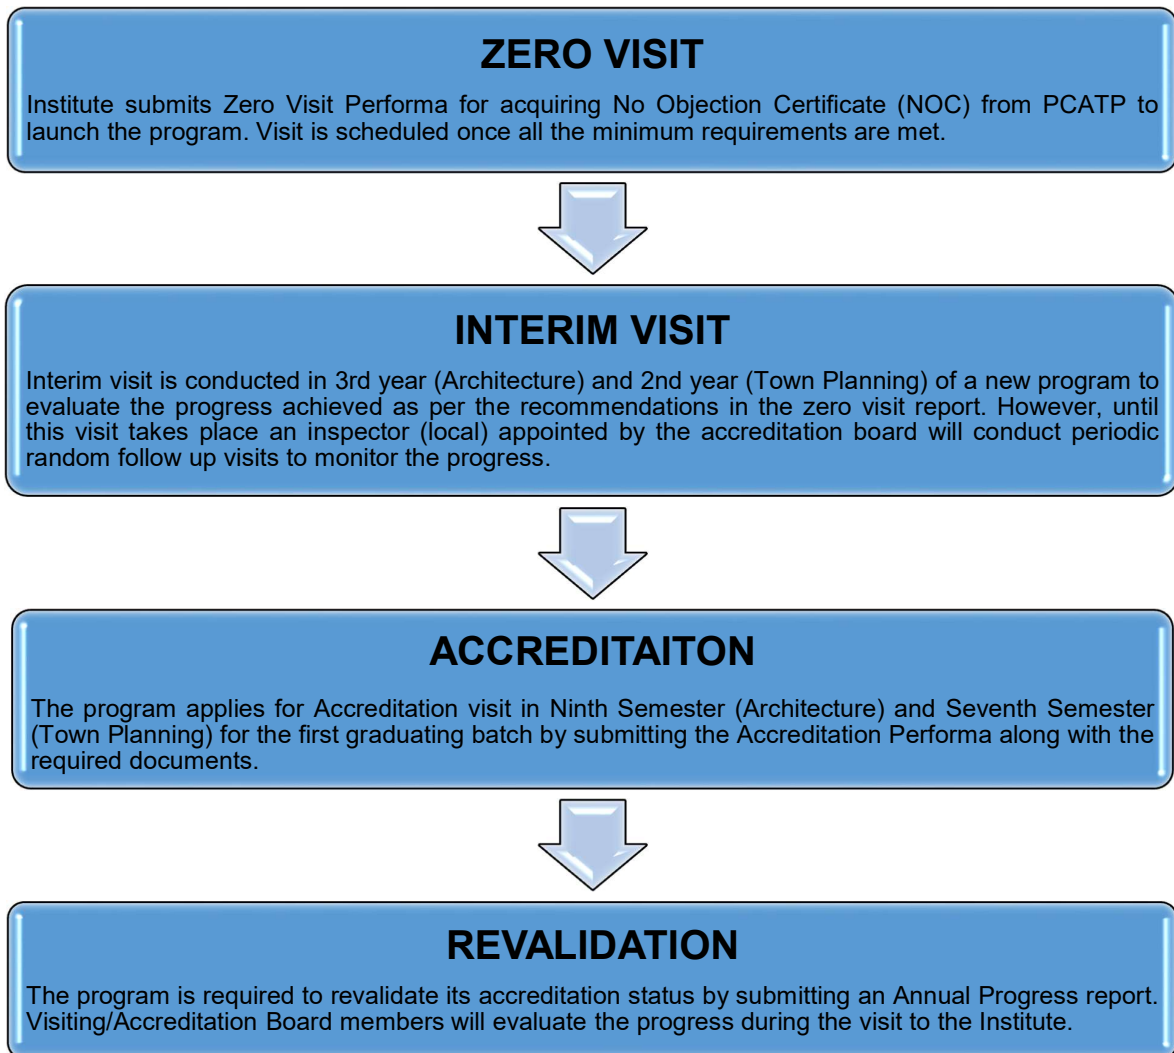 ZERO VISIT
Institute submits Zero Visit Performa for acquiring No Objection Certificate (NOC) from PCATP to
launch the program. Visit is scheduled once all the minimum requirements are met.
INTERIM VISIT
Interim visit is conducted in 3rd year (Architecture) and 2nd year (Town Planning) of a new program to
evaluate the progress achieved as per the recommendations in the zero visit report. However, until
this visit takes place an inspector (local) appointed by the accreditation board will conduct periodic
random follow up visits to monitor the progress.
ACCREDITAITON
The program applies for Accreditation visit in Ninth Semester (Architecture) and Seventh Semester
(Town Planning) for the first graduating batch by submitting the Accreditation Performa along with the
required documents.
REVALIDATION
The program is required to revalidate its accreditation status by submitting an Annual Progress report.
Visiting/Accreditation Board members will evaluate the progress during the visit to the Institute.